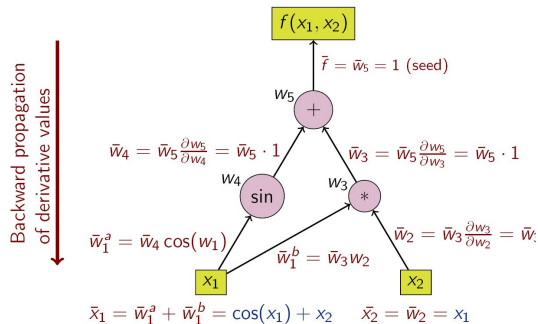 f(x₁, x₂)
f̄ = w̄₅ = 1 (seed)
w₅
+
w̄₄ = w̄₅ ∂w₅/∂w₄ = w̄₅ · 1
w̄₃ = w̄₅ ∂w₅/∂w₃ = w̄₅ · 1
w₄
sin
w₃
*
w̄₁ᵃ = w̄₄ cos(w₁)
w̄₁ᵇ = w̄₃w₂
w̄₂ = w̄₃ ∂w₃/∂w₂ = w̄₃
x₁
x₂
x̄₁ = w̄₁ᵃ + w̄₁ᵇ = cos(x₁) + x₂
x̄₂ = w̄₂ = x₁
Backward propagation
of derivative values